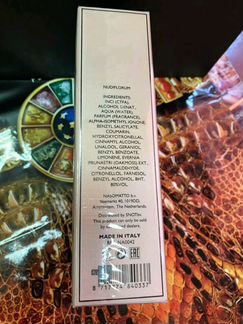 NUDIFLORUM
INGREDIENTS:
INCI (CTFA),
ALCOHOL DENAT.,
AQUA (WATER),
PARFUM (FRAGRANCE),
ALPHA-ISOMETHYL IONONE,
BENZYL SALICYLATE,
COUMARIN,
HYDROXYCITRONELLAL,
CINNAMYL ALCOHOL,
LINALOOL, GERANIOL,
BENZYL BENZOATE,
LIMONENE, EVERNIA
PRUNASTRI (OAKMOSS) EXT.,
CINNAMALDEHYDE,
CITRONELLOL, FARNESOL,
BENZYL ALCOHOL, BHT,
NASOMATTO b.v.
Amsterdam, The Netherlands.
Distributed by
This product can only be sold
by dealers.
MADE IN ITALY
EAC